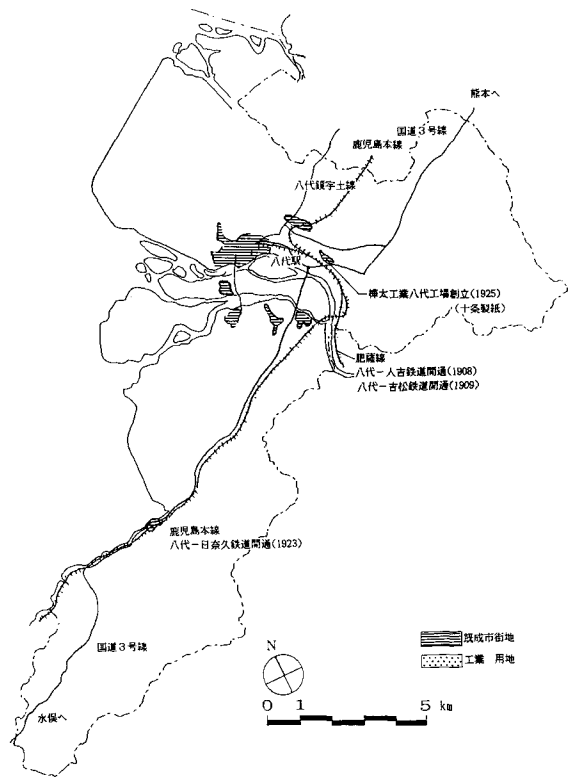 熊本へ
国道3号線
鹿児島本線
八代鏡宇土線
八代駅
樺太工業八代工場創立(1925)
(十条製紙)
肥薩線
八代－人吉鉄道開通(1908)
八代－吉松鉄道開通(1909)
鹿児島本線
八代－日奈久鉄道開通(1923)
国道3号線
水俣へ
既成市街地
工業 用地
N
0 1 5 km